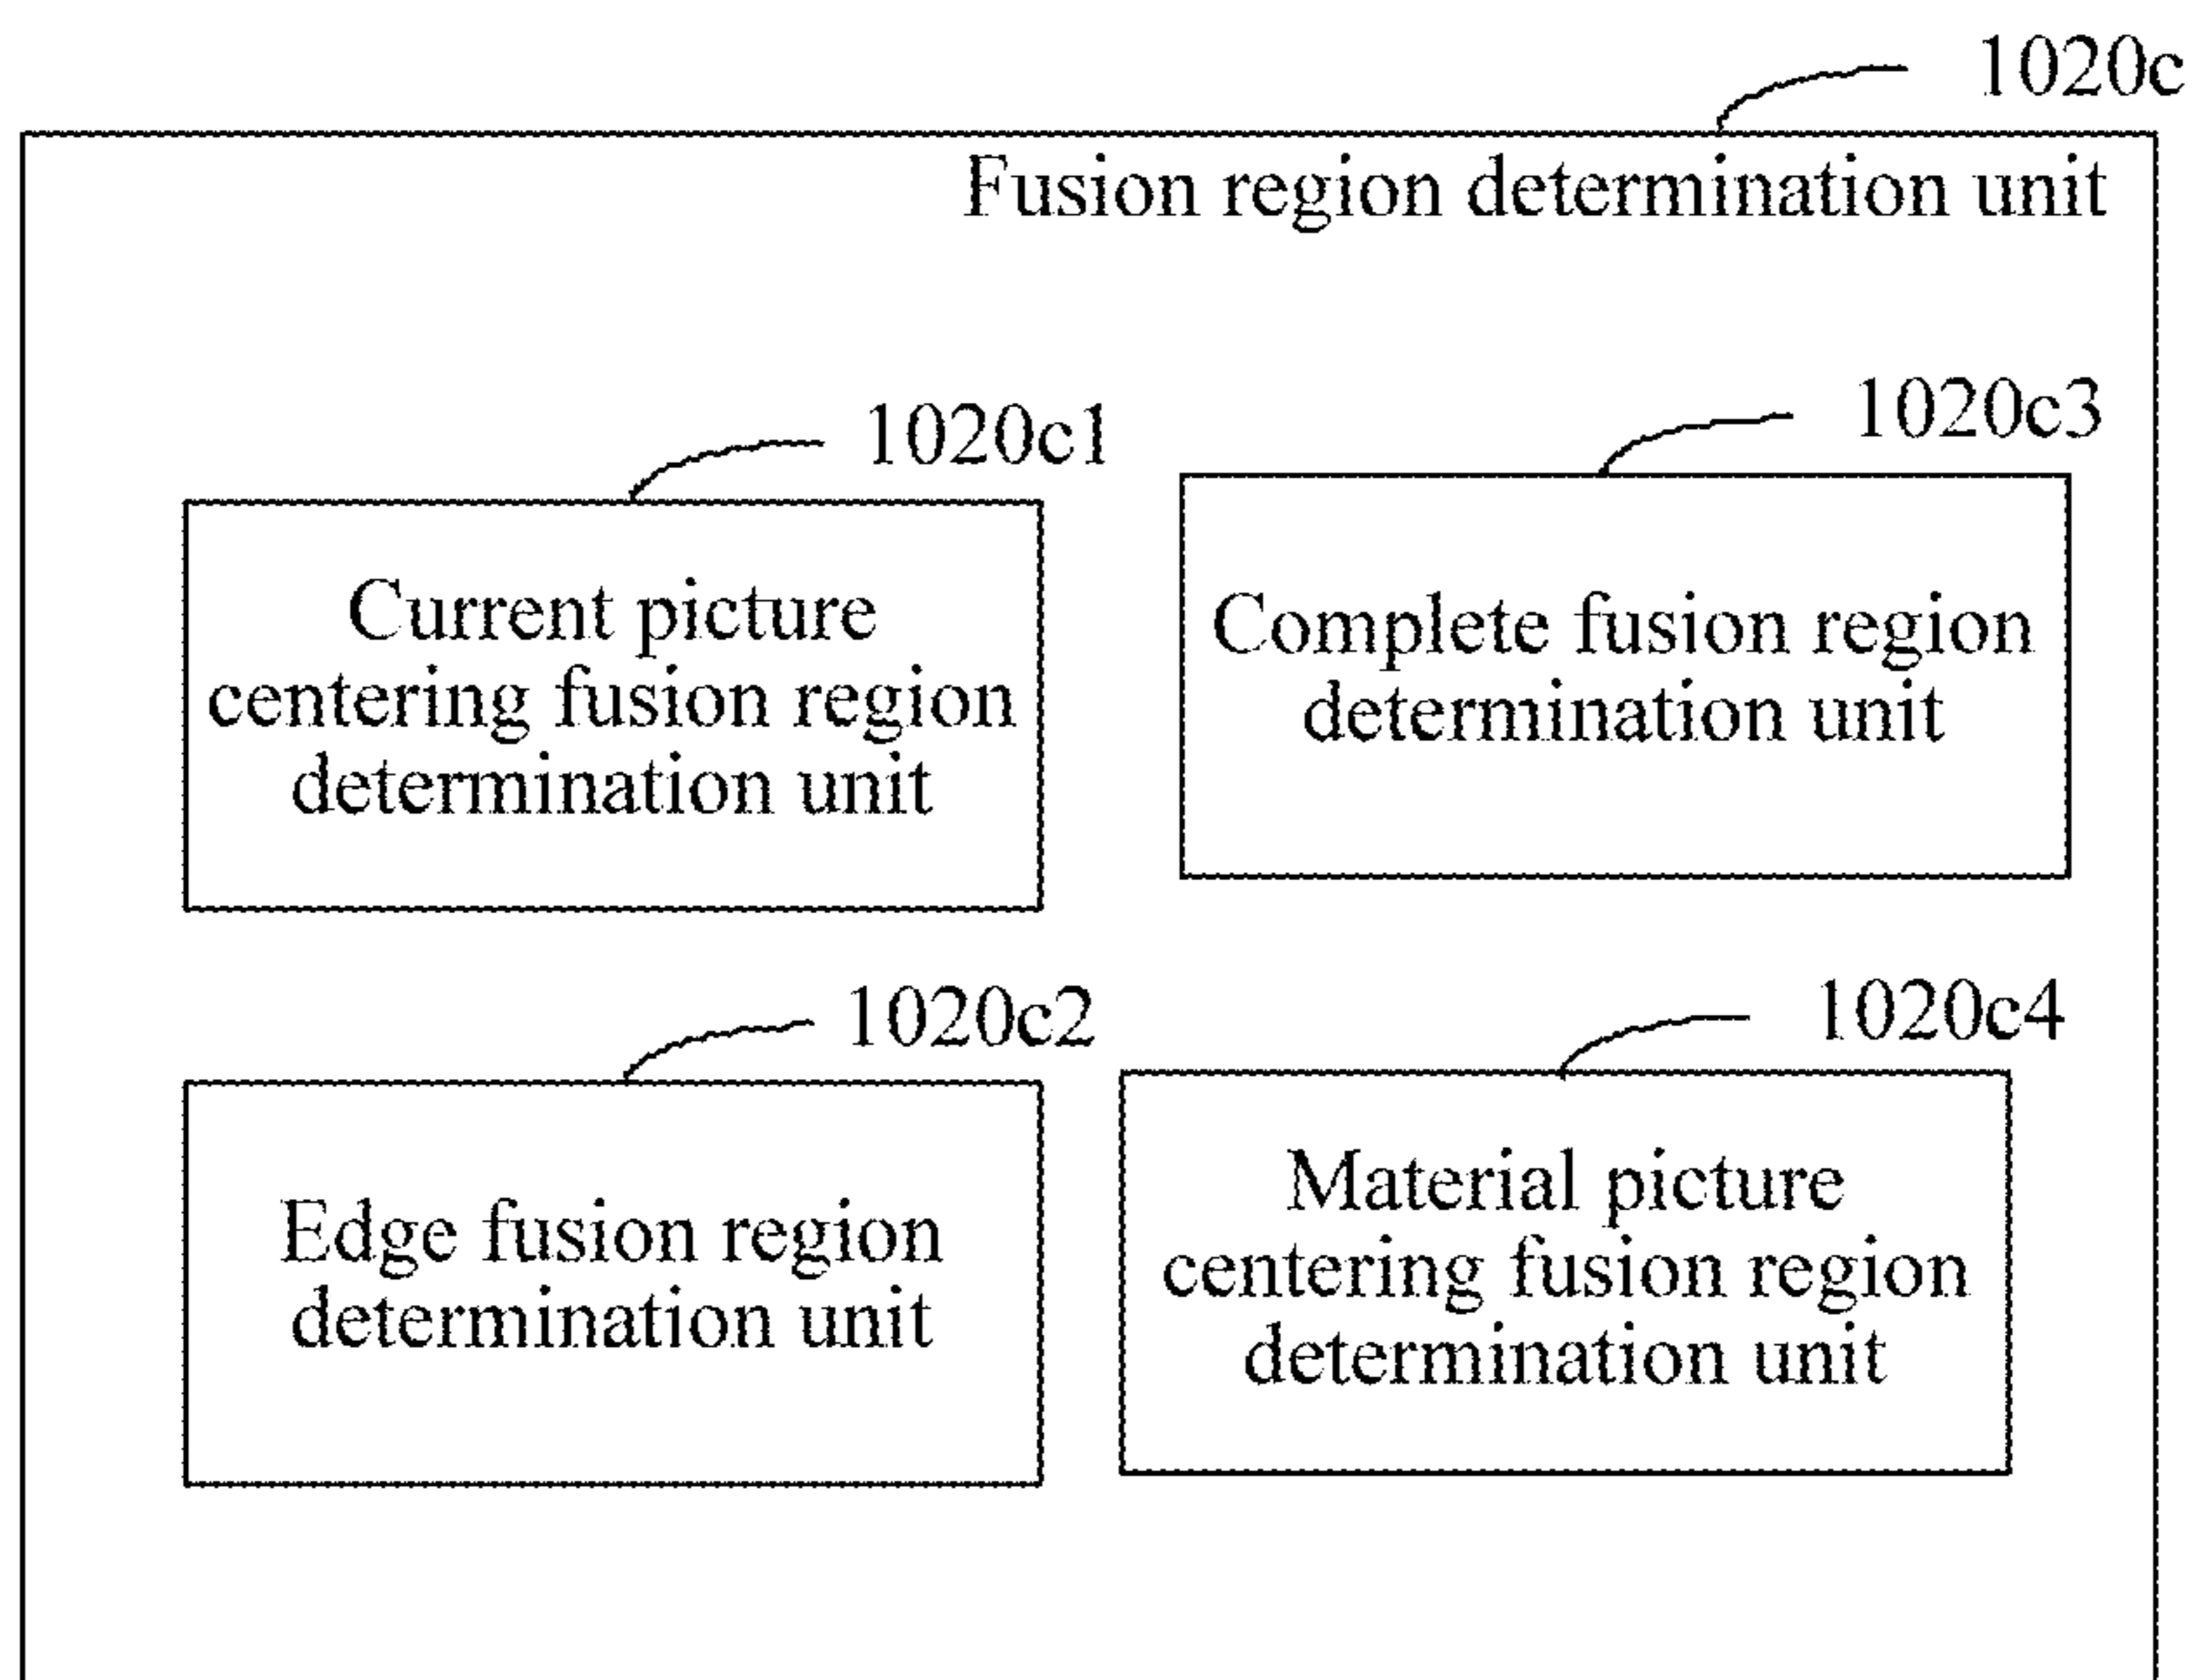 1020c
Fusion region determination unit
1020c1
Current picture
centering fusion region
determination unit
1020c3
Complete fusion region
determination unit
1020c2
Edge fusion region
determination unit
1020c4
Material picture
centering fusion region
determination unit